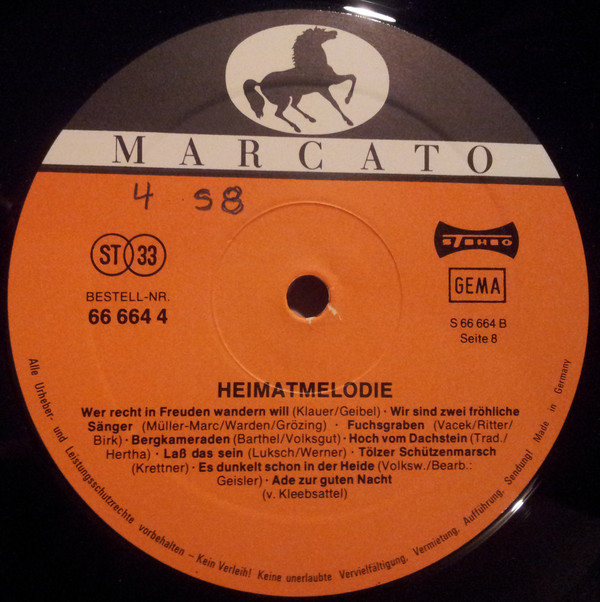 MARCATO
4 S8
ST 33
STEREO
BESTELL-NR.
66 664 4
GEMA
S 66 664 B
Seite 8
HEIMATMELODIE
Wer recht in Freuden wandern will (Klauer/Geibel) · Wir sind zwei fröhliche
Sänger (Müller-Marc/Warden/Grözing) · Fuchsgraben (Vacek/Ritter/
Birk) · Bergkameraden (Barthel/Volksgut) · Hoch vom Dachstein (Trad./
Hertha) · Laß das sein (Luksch/Werner) · Tölzer Schützenmarsch
(Krettner) · Es dunkelt schon in der Heide (Volksw./Bearb.:
Geisler) · Ade zur guten Nacht
(v. Kleebsattel)
Alle Urheber- und Leistungsschutzrechte vorbehalten – Kein Verleih! Keine unerlaubte Vervielfältigung, Vermietung, Aufführung, Sendung! Made in Germany